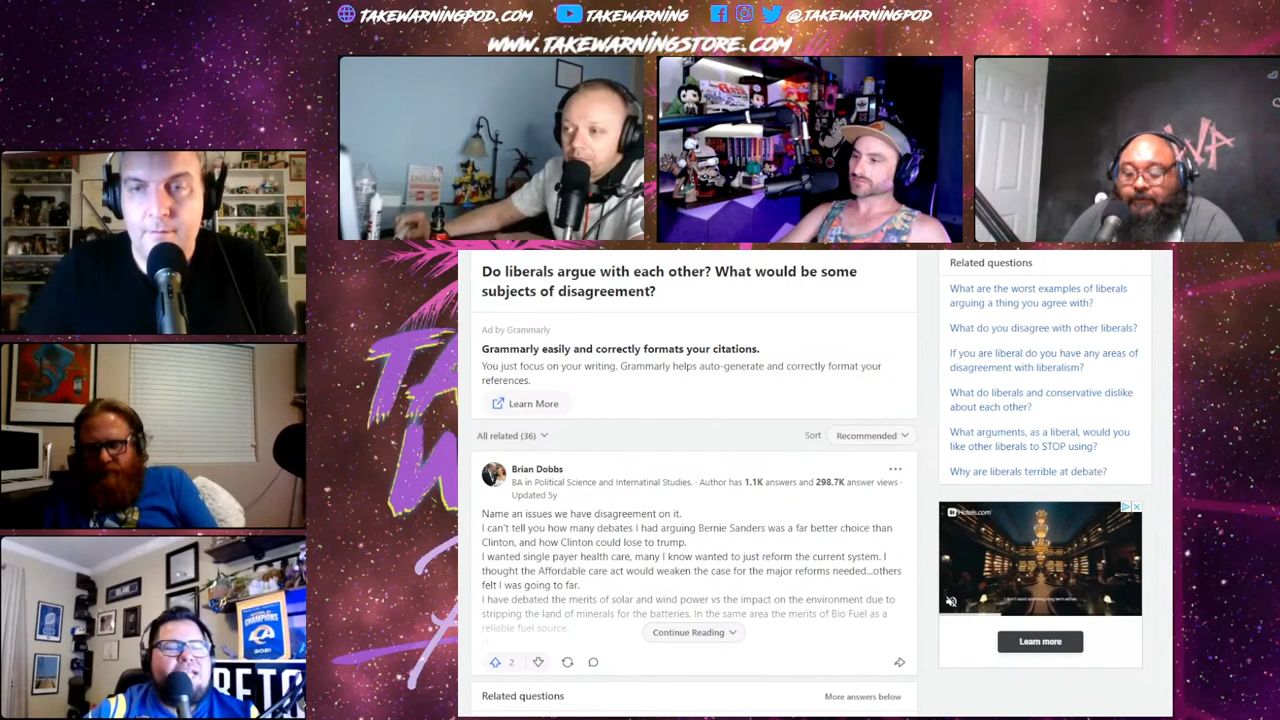 TAKEWARNINGPOD.COM
TAKEWARNING
@TAKEWARNINGPOD
WWW.TAKEWARNINGSTORE.COM
WA
Do liberals argue with each other? What would be some
subjects of disagreement?
Ad by Grammarly
Grammarly easily and correctly formats your citations.
You just focus on your writing. Grammarly helps auto-generate and correctly format your
references.
Learn More
All related (36)
Sort
Recommended
Brian Dobbs
BA in Political Science and Internatinal Studies. · Author has 1.1K answers and 298.7K answer views ·
Updated 5y
Name an issues we have disagreement on it.
I can't tell you how many debates I had arguing Bernie Sanders was a far better choice than
Clinton, and how Clinton could lose to trump.
I wanted single payer health care, many I know wanted to just reform the current system. I
thought the Affordable care act would weaken the case for the major reforms needed...others
felt I was going to far.
I have debated the merits of solar and wind power vs the impact on the environment due to
stripping the land of minerals for the batteries. In the same area the merits of Bio Fuel as a
reliable fuel source.
Continue Reading
2
Related questions
More answers below
Related questions
What are the worst examples of liberals
arguing a thing you agree with?
What do you disagree with other liberals?
If you are liberal do you have any areas of
disagreement with liberalism?
What do liberals and conservative dislike
about each other?
What arguments, as a liberal, would you
like other liberals to STOP using?
Why are liberals terrible at debate?
Hotels.com
Learn more
CHAMPIONS
2021